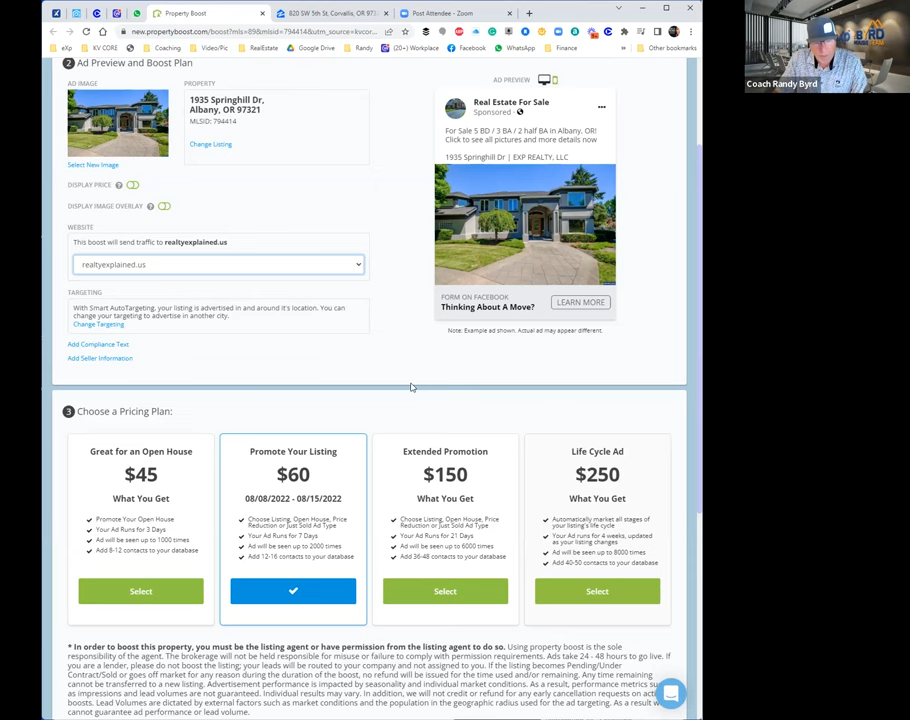 Property Boost
820 SW 5th St, Corvallis, OR 973
Post Attendee - Zoom
new.propertyboost.com/boost?mls=89&mlsid=794414&utm_source=kvcor...
eXp
KV CORE
Coaching
Video/Pic
RealEstate
Google Drive
Randy
(20+) Workplace
Facebook
WhatsApp
Finance
Other bookmarks
Coach Randy Byrd
2 Ad Preview and Boost Plan
AD IMAGE
PROPERTY
1935 Springhill Dr,
Albany, OR 97321
MLSID: 794414
Change Listing
Select New Image
DISPLAY PRICE ?
DISPLAY IMAGE OVERLAY ?
WEBSITE
This boost will send traffic to realtyexplained.us
realtyexplained.us
TARGETING
With Smart AutoTargeting, your listing is advertised in and around it's location. You can
change your targeting to advertise in another city.
Change Targeting
Add Compliance Text
Add Seller Information
AD PREVIEW
Real Estate For Sale
Sponsored ·
For Sale 5 BD / 3 BA / 2 half BA in Albany, OR!
Click to see all pictures and more details now
1935 Springhill Dr | EXP REALTY, LLC
FORM ON FACEBOOK
Thinking About A Move?
LEARN MORE
Note: Example ad shown. Actual ad may appear different.
3 Choose a Pricing Plan:
Great for an Open House
$45
What You Get
Promote Your Open House
Your Ad Runs for 3 Days
Ad will be seen up to 1000 times
Add 8-12 contacts to your database
Select
Promote Your Listing
$60
08/08/2022 - 08/15/2022
What You Get
Choose Listing, Open House, Price
Reduction or Just Sold Ad Type
Your Ad Runs for 7 Days
Ad will be seen up to 2000 times
Add 12-16 contacts to your database
Extended Promotion
$150
What You Get
Choose Listing, Open House, Price
Reduction or Just Sold Ad Type
Your Ad Runs for 21 Days
Ad will be seen up to 6000 times
Add 36-48 contacts to your database
Select
Life Cycle Ad
$250
What You Get
Automatically market all stages of
your listing's life cycle
Your Ad runs for 4 weeks, updated
as your listing changes
Ad will be seen up to 8000 times
Add 40-50 contacts to your database
Select
* In order to boost this property, you must be the listing agent or have permission from the listing agent to do so. Using property boost is the sole
responsibility of the agent. The brokerage will not be held responsible for misuse or failure to comply with permission requirements. Ads take 24 - 48 hours to go live. If
you are a lender, please do not boost the listing; your leads will be routed to your company and not assigned to you. If the listing becomes Pending/Under
Contract/Sold or goes off market for any reason during the duration of the boost, no refund will be issued for the time used and/or remaining. Any time remaining
cannot be transferred to a new listing. Advertisement performance is impacted by seasonality and individual market conditions. As a result, performance metrics such
as impressions and lead volumes are not guaranteed. Individual results may vary. In addition, we will not credit or refund for any early cancellation requests on
boosts. Lead Volumes are dictated by external factors such as market conditions and the population in the geographic radius used for the ad targeting. As a result
cannot guarantee ad performance or lead volume.